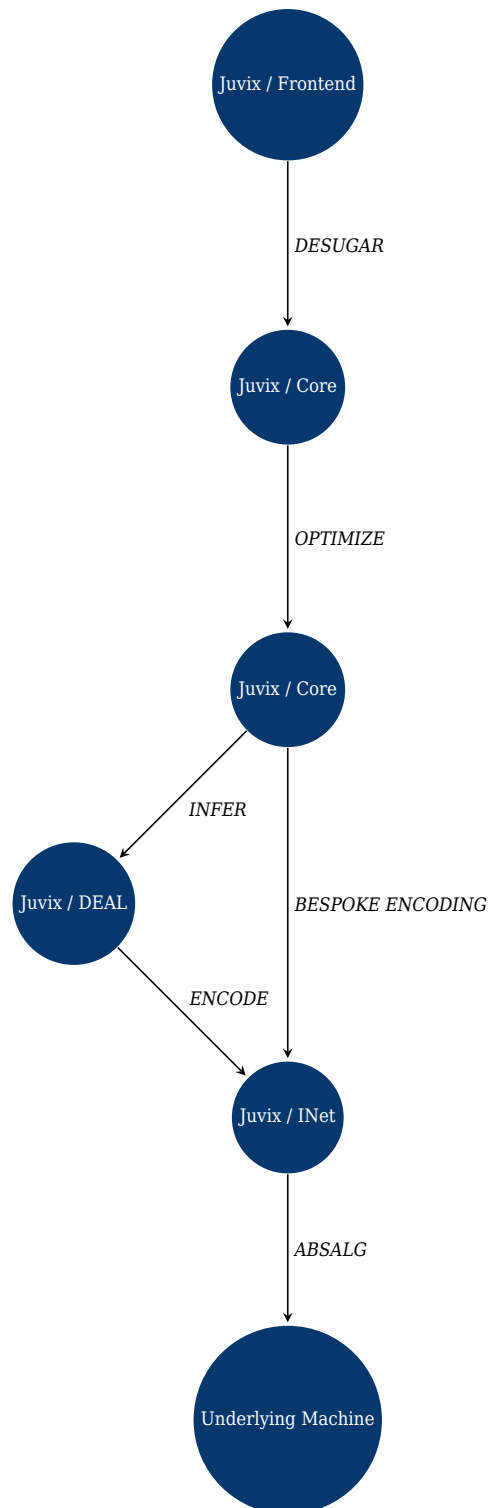 Juvix / Frontend
DESUGAR
Juvix / Core
OPTIMIZE
Juvix / Core
INFER
Juvix / DEAL
BESPOKE ENCODING
ENCODE
Juvix / INet
ABSALG
Underlying Machine